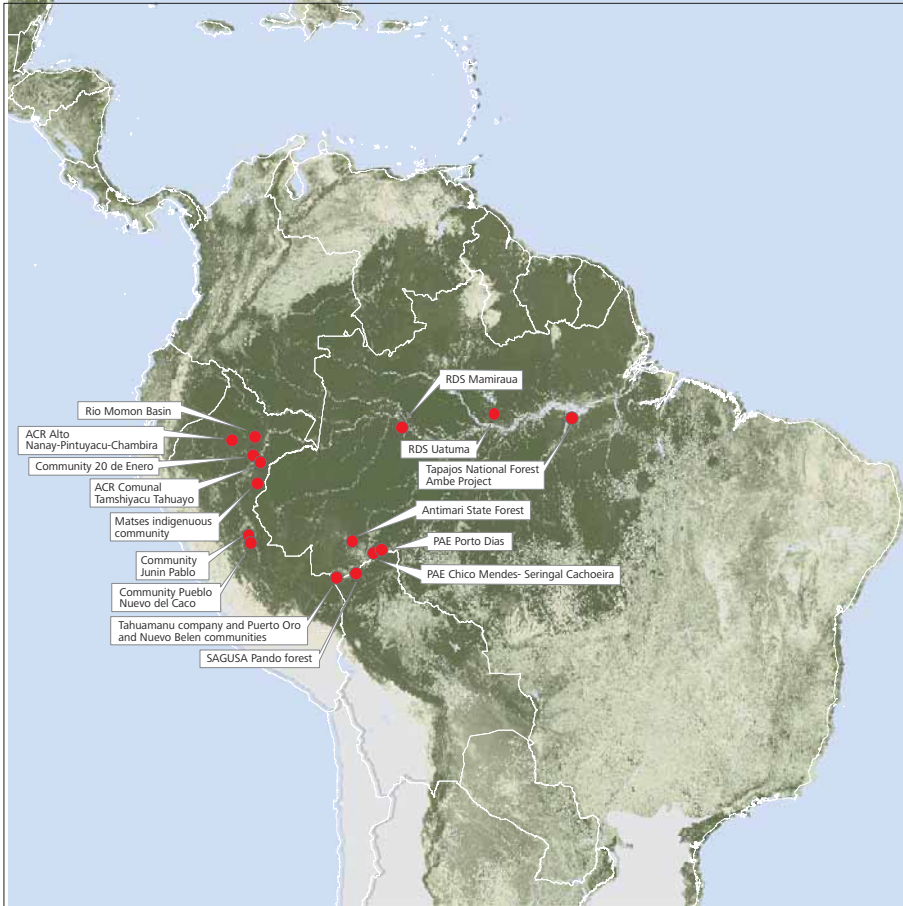 RDS Mamiraua
Rio Momon Basin
ACR Alto
Nanay-Pintuyacu-Chambira
RDS Uatuma
Community 20 de Enero
Tapajos National Forest
Ambe Project
ACR Comunal
Tamshiyacu Tahuayo
Matses indigenuous
community
Antimari State Forest
PAE Porto Dias
Community
Junin Pablo
PAE Chico Mendes- Seringal Cachoeira
Community Pueblo
Nuevo del Caco
Tahuamanu company and Puerto Oro
and Nuevo Belen communities
SAGUSA Pando forest